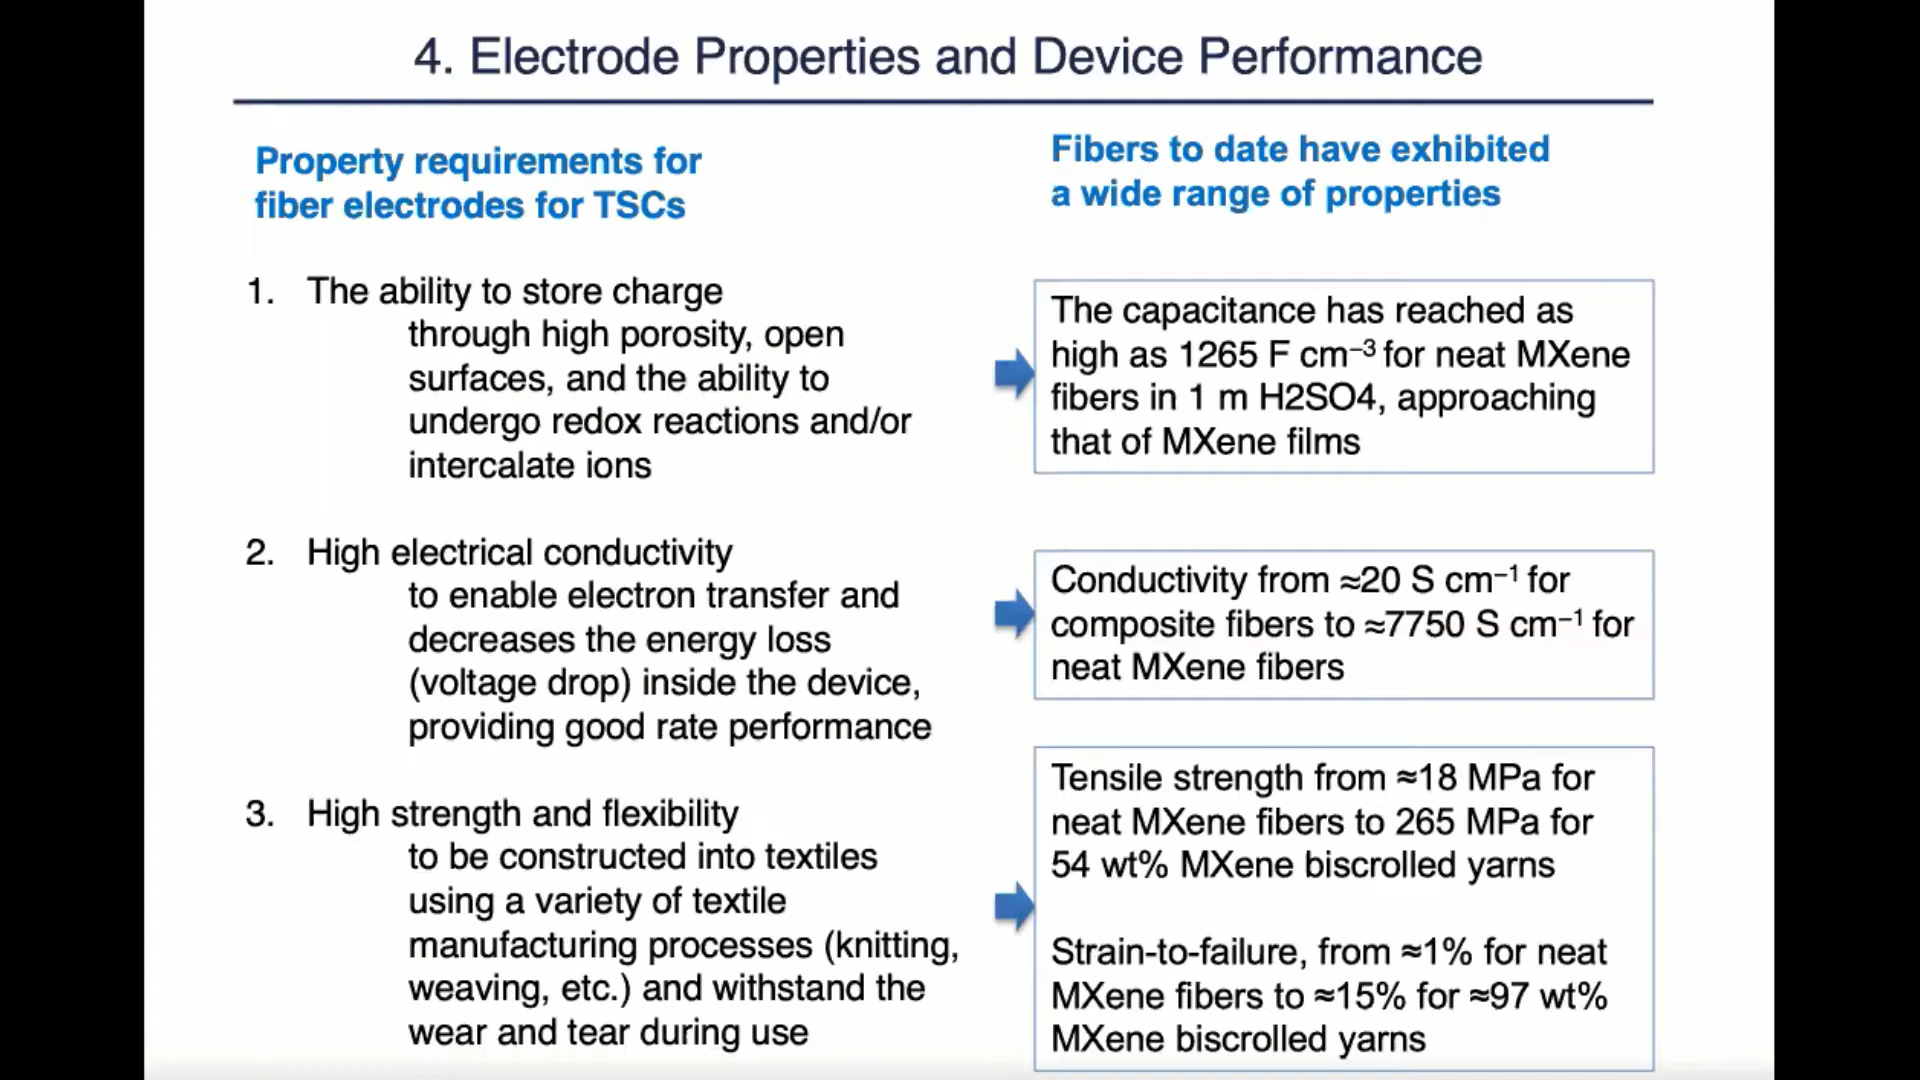 4. Electrode Properties and Device Performance
Property requirements for
fiber electrodes for TSCs
1. The ability to store charge
through high porosity, open
surfaces, and the ability to
undergo redox reactions and/or
intercalate ions
2. High electrical conductivity
to enable electron transfer and
decreases the energy loss
(voltage drop) inside the device,
providing good rate performance
3. High strength and flexibility
to be constructed into textiles
using a variety of textile
manufacturing processes (knitting,
weaving, etc.) and withstand the
wear and tear during use
Fibers to date have exhibited
a wide range of properties
The capacitance has reached as
high as 1265 F cm⁻³ for neat MXene
fibers in 1 m H2SO4, approaching
that of MXene films
Conductivity from ≈20 S cm⁻¹ for
composite fibers to ≈7750 S cm⁻¹ for
neat MXene fibers
Tensile strength from ≈18 MPa for
neat MXene fibers to 265 MPa for
54 wt% MXene biscrolled yarns
Strain-to-failure, from ≈1% for neat
MXene fibers to ≈15% for ≈97 wt%
MXene biscrolled yarns